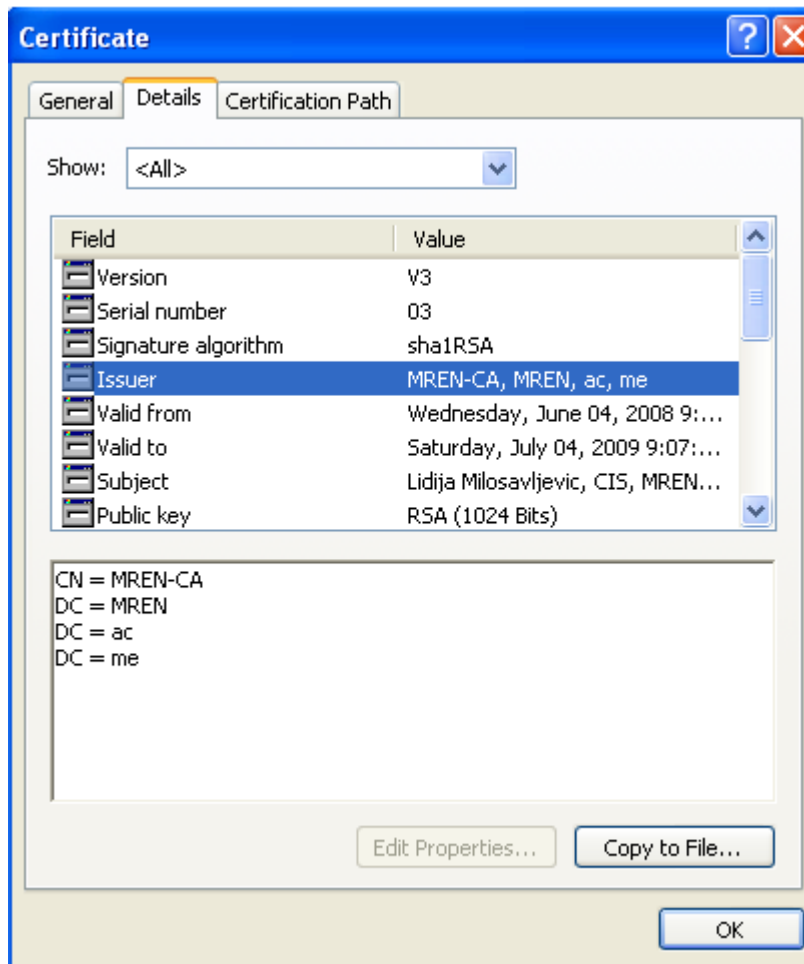 Certificate
General Details Certification Path
Show: <All>
Field Value
Version V3
Serial number 03
Signature algorithm sha1RSA
Issuer MREN-CA, MREN, ac, me
Valid from Wednesday, June 04, 2008 9:...
Valid to Saturday, July 04, 2009 9:07:...
Subject Lidija Milosavljevic, CIS, MREN...
Public key RSA (1024 Bits)
CN = MREN-CA
DC = MREN
DC = ac
DC = me
Edit Properties... Copy to File...
OK